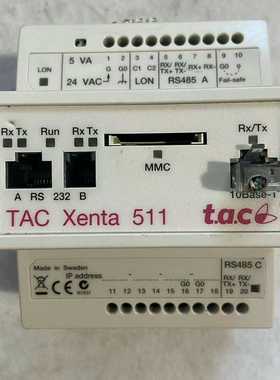 5 VA 1 2 3 4 5 6 7 8 9 10
LON 24 VAC G G0 C1 C2 RX/TX+ RX/TX- RX+ RX- Fail-safe
LON RS485 A
Rx Tx Run Rx Tx Rx/Tx
MMC
A RS 232 B 10Base-T
TAC Xenta 511 t.a.c
Made in Sweden RS485 C
IP address G0 G0 RX/TX+ RX/TX-
11 12 13 14 15 16 17 18 19 20